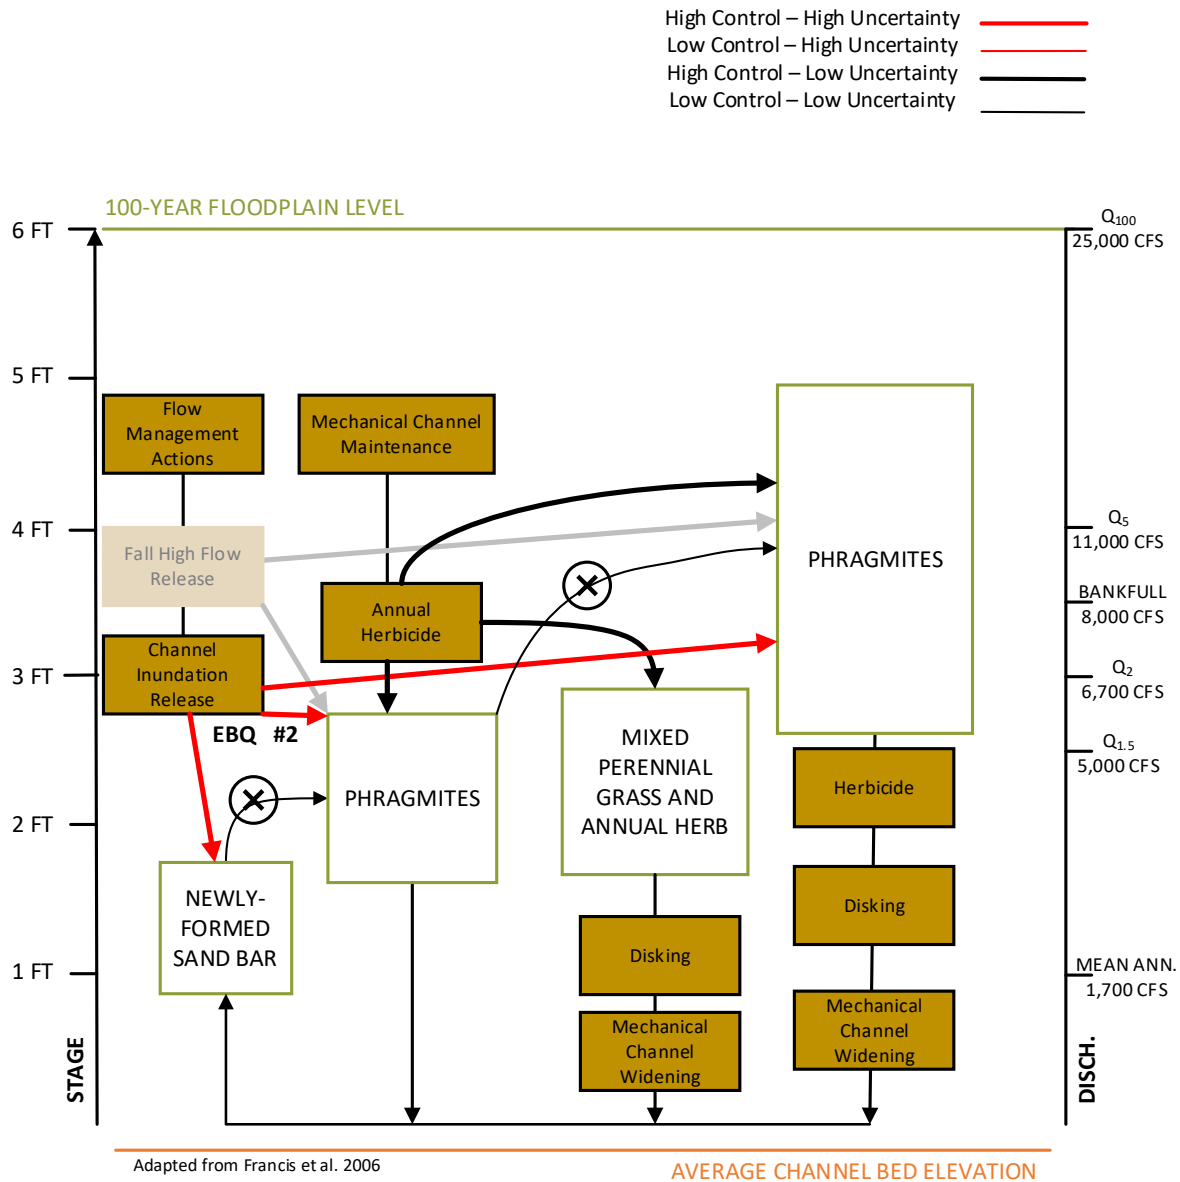 High Control – High Uncertainty
Low Control – High Uncertainty
High Control – Low Uncertainty
Low Control – Low Uncertainty
100-YEAR FLOODPLAIN LEVEL
6 FT
5 FT
4 FT
3 FT
2 FT
1 FT
STAGE
Flow
Management
Actions
Mechanical Channel
Maintenance
Fall High Flow
Release
Annual
Herbicide
Channel
Inundation
Release
EBQ #2
PHRAGMITES
NEWLY-
FORMED
SAND BAR
MIXED
PERENNIAL
GRASS AND
ANNUAL HERB
Disking
Mechanical
Channel
Widening
PHRAGMITES
Herbicide
Disking
Mechanical
Channel
Widening
Q100
25,000 CFS
Q5
11,000 CFS
BANKFULL
8,000 CFS
Q2
6,700 CFS
Q1.5
5,000 CFS
MEAN ANN.
1,700 CFS
DISCH.
Adapted from Francis et al. 2006
AVERAGE CHANNEL BED ELEVATION